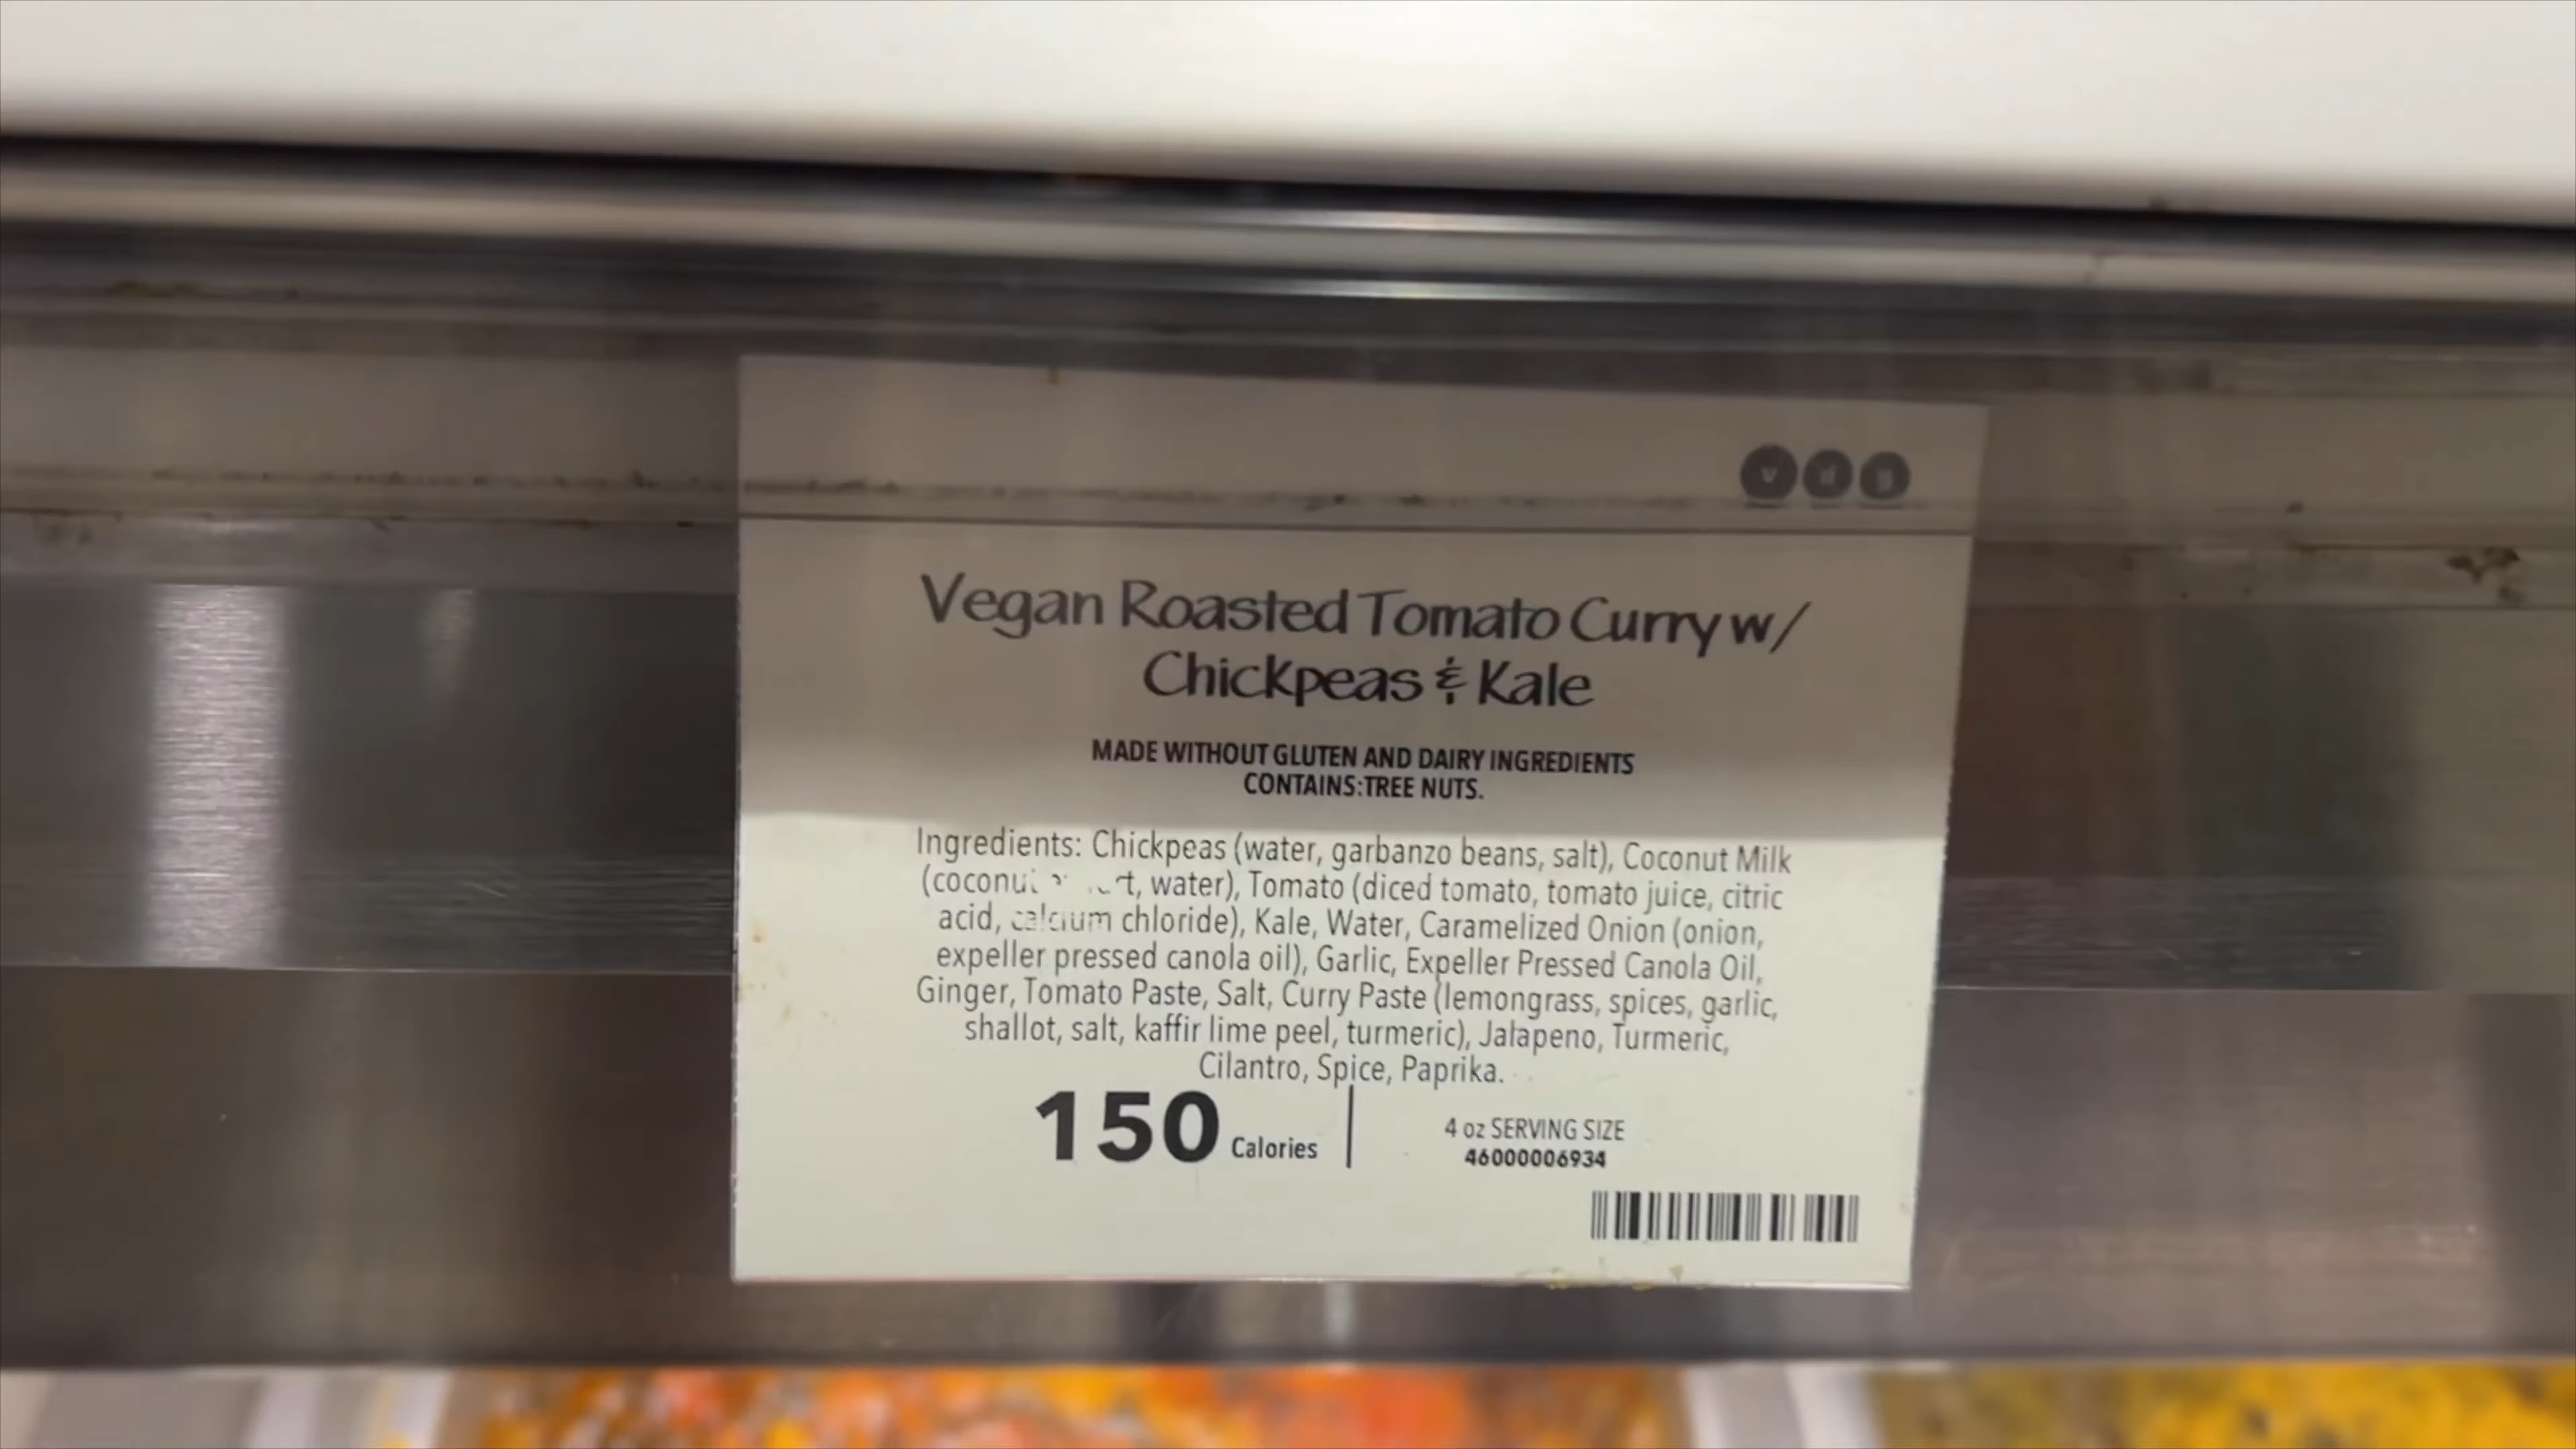 v d g
Vegan Roasted Tomato Curry w/
Chickpeas & Kale
MADE WITHOUT GLUTEN AND DAIRY INGREDIENTS
CONTAINS:TREE NUTS.
Ingredients: Chickpeas (water, garbanzo beans, salt), Coconut Milk
(coconut water), Tomato (diced tomato, tomato juice, citric
acid, calcium chloride), Kale, Water, Caramelized Onion (onion,
expeller pressed canola oil), Garlic, Expeller Pressed Canola Oil,
Ginger, Tomato Paste, Salt, Curry Paste (lemongrass, spices, garlic,
shallot, salt, kaffir lime peel, turmeric), Jalapeno, Turmeric,
Cilantro, Spice, Paprika.
150 Calories | 4 oz SERVING SIZE
46000006934